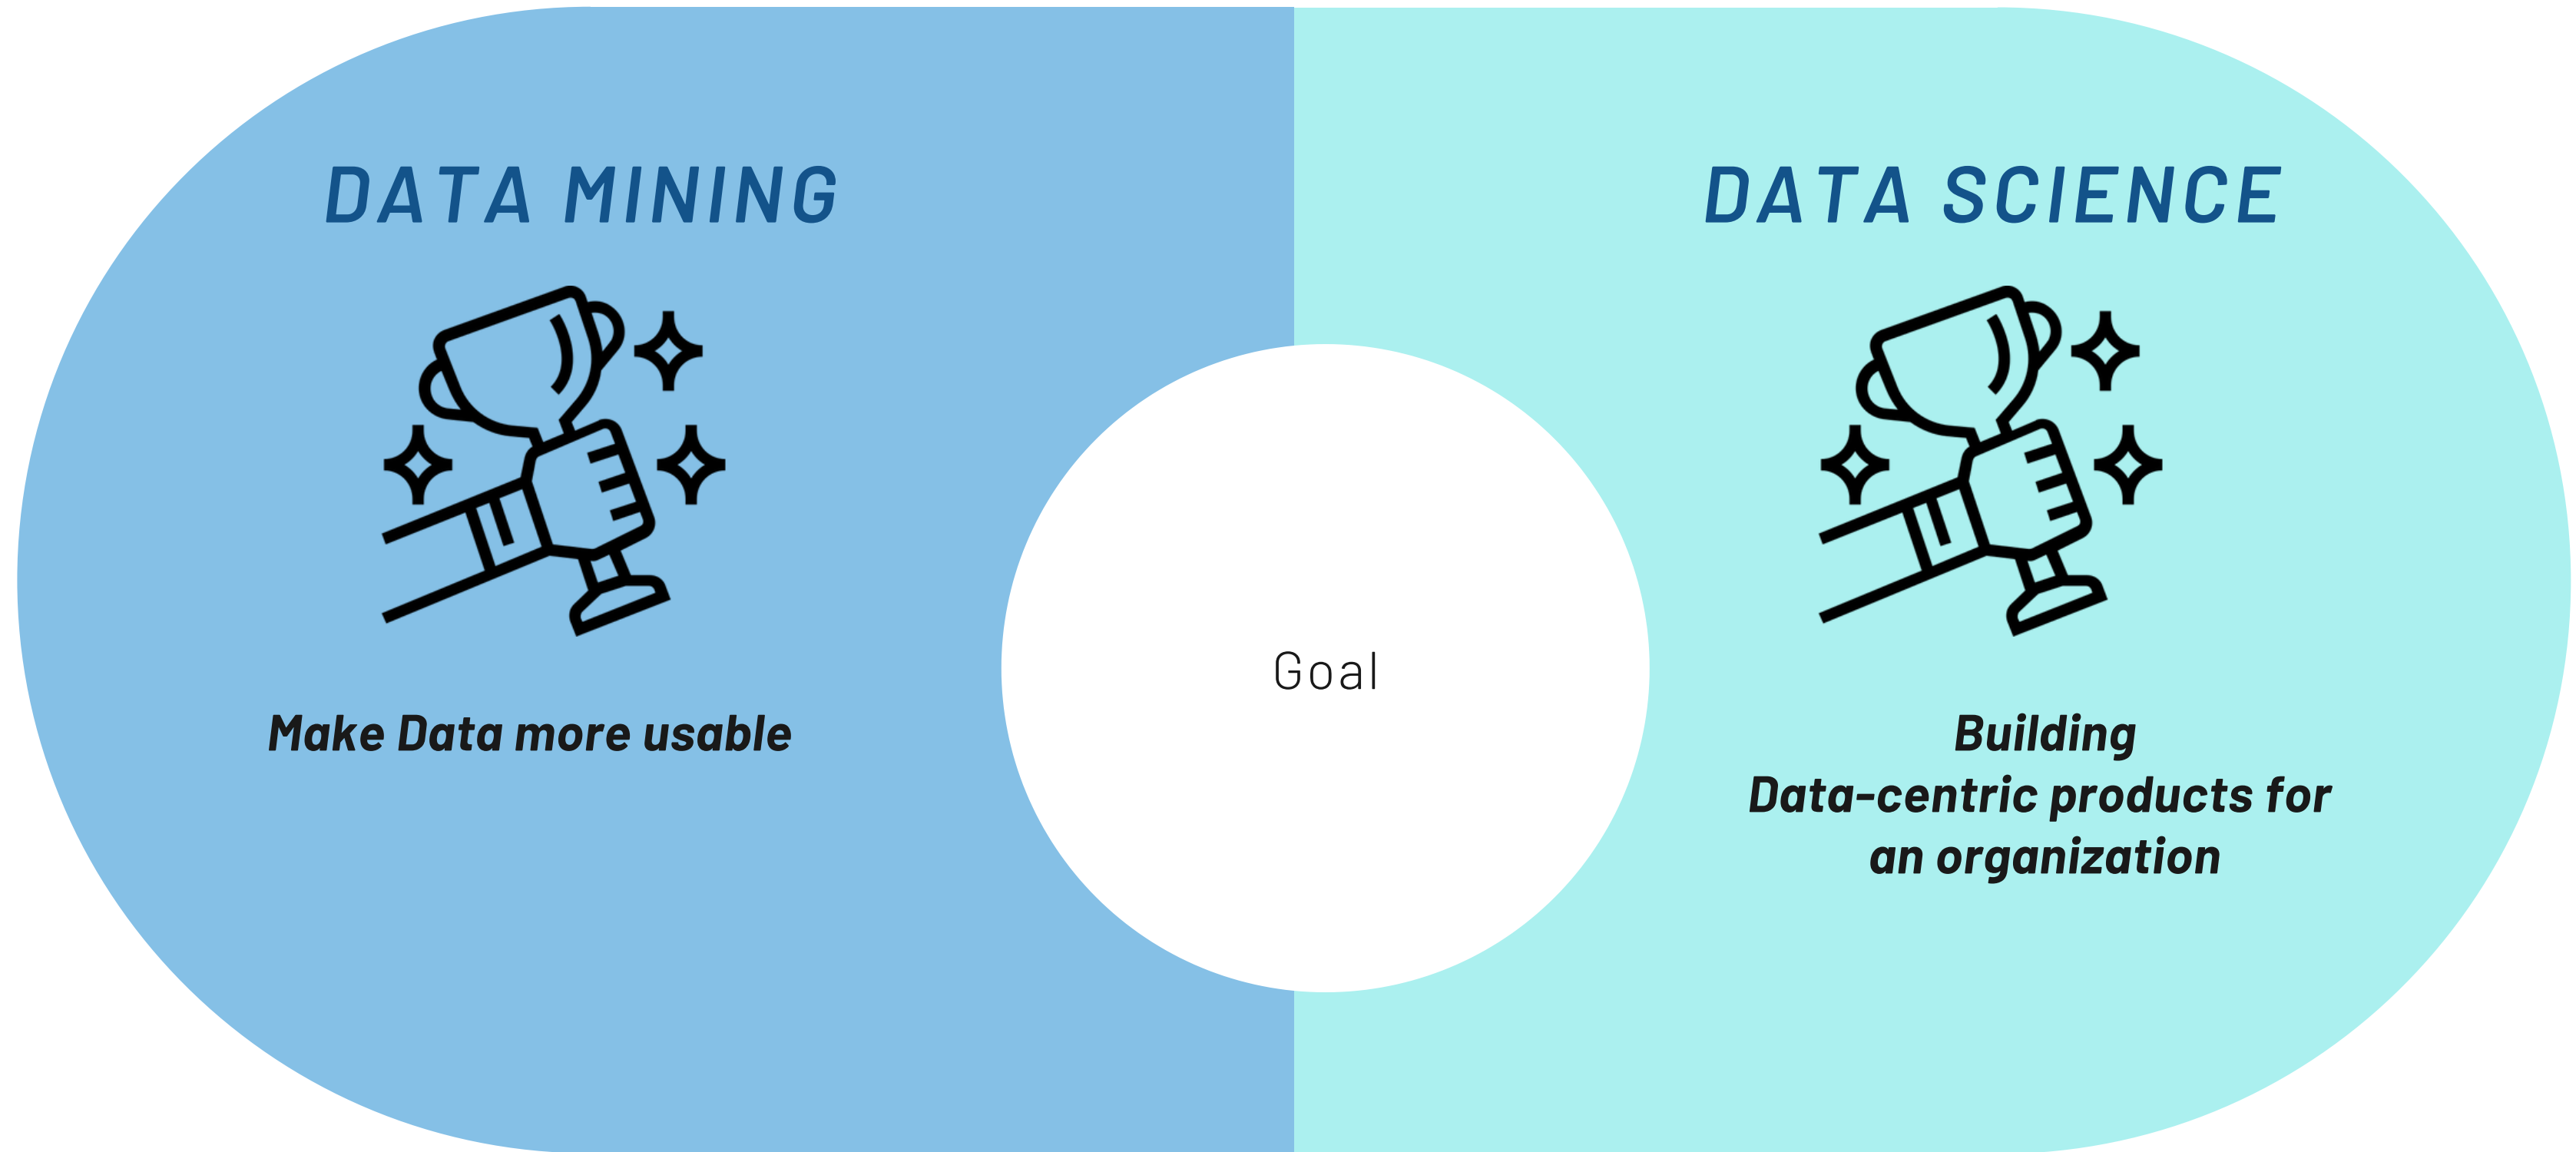 DATA MINING
Make Data more usable
Goal
DATA SCIENCE
Building
Data-centric products for
an organization